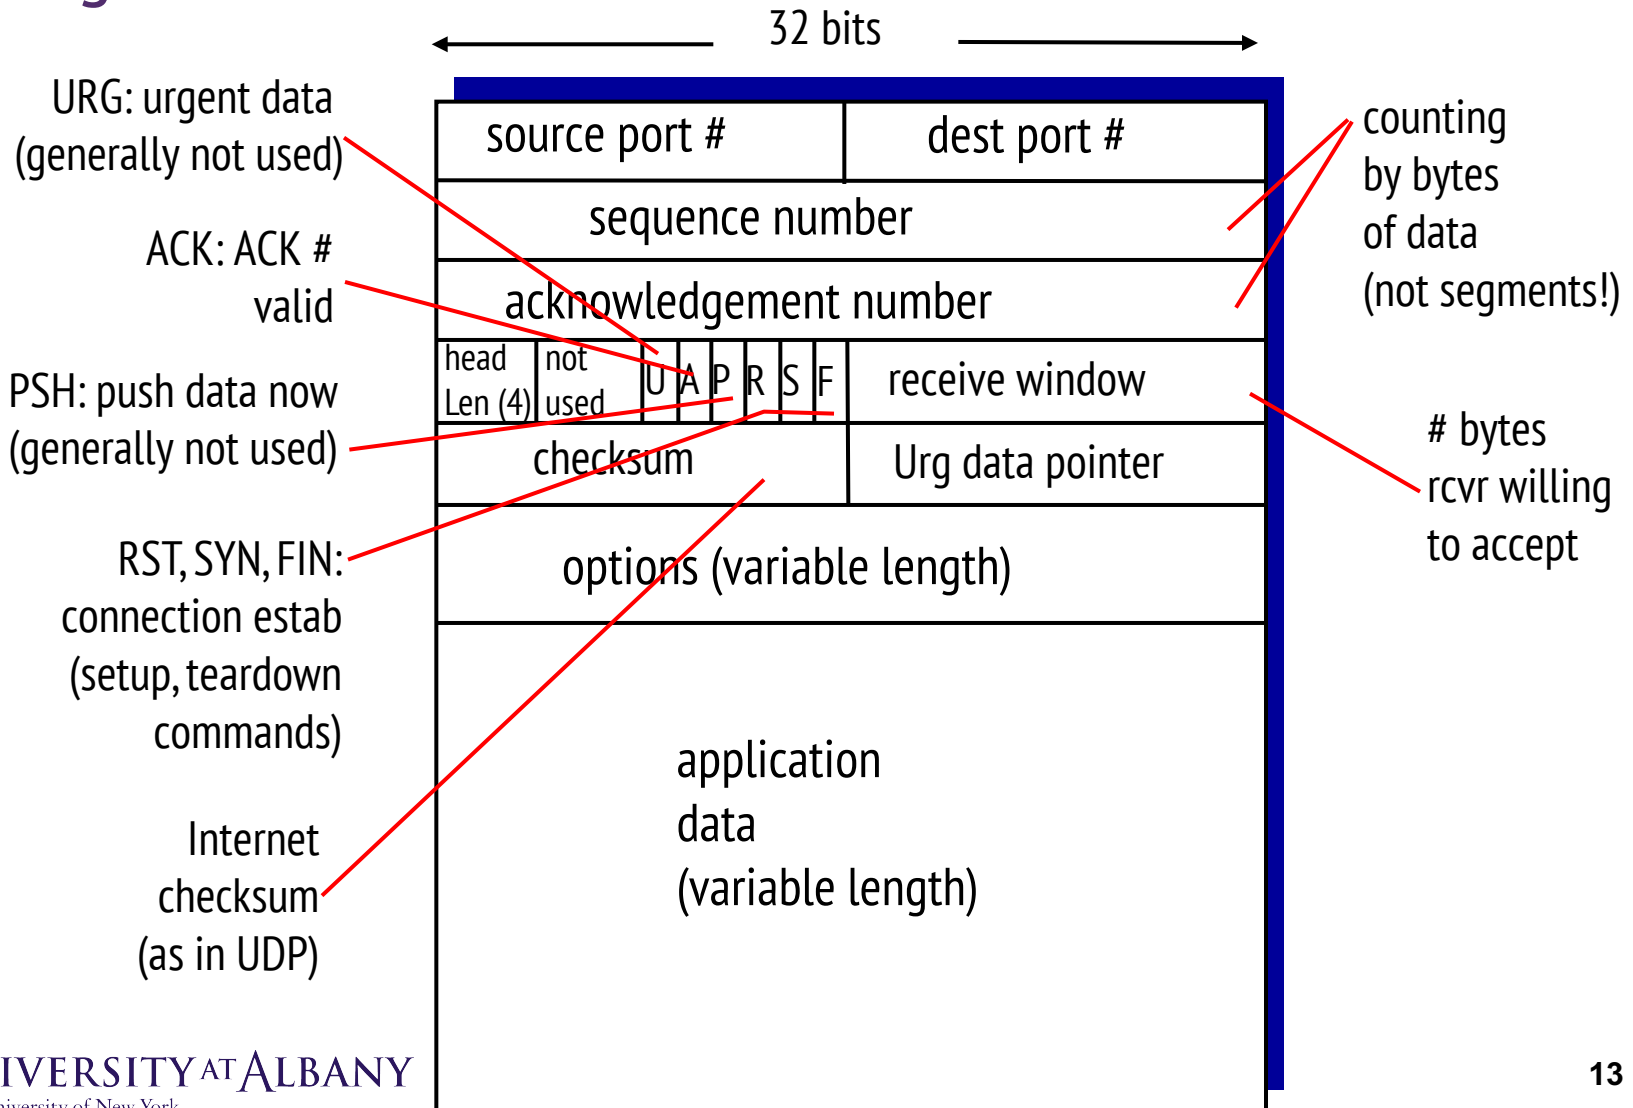 32 bits
URG: urgent data
(generally not used)
ACK: ACK #
valid
PSH: push data now
(generally not used)
RST, SYN, FIN:
connection estab
(setup, teardown
commands)
Internet
checksum
(as in UDP)
source port #
dest port #
sequence number
acknowledgement number
head
Len (4)
not
used
U A P R S F
receive window
checksum
Urg data pointer
options (variable length)
application
data
(variable length)
counting
by bytes
of data
(not segments!)
# bytes
rcvr willing
to accept
IVERSITY AT ALBANY
of New York
13